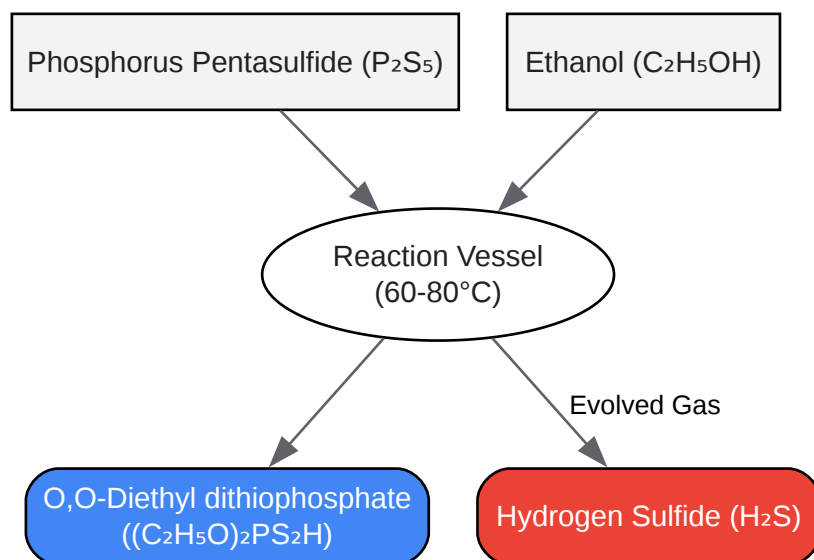 Phosphorus Pentasulfide (P₂S₅)
Ethanol (C₂H₅OH)
Reaction Vessel
(60-80°C)
Evolved Gas
O,O-Diethyl dithiophosphate
((C₂H₅O)₂PS₂H)
Hydrogen Sulfide (H₂S)